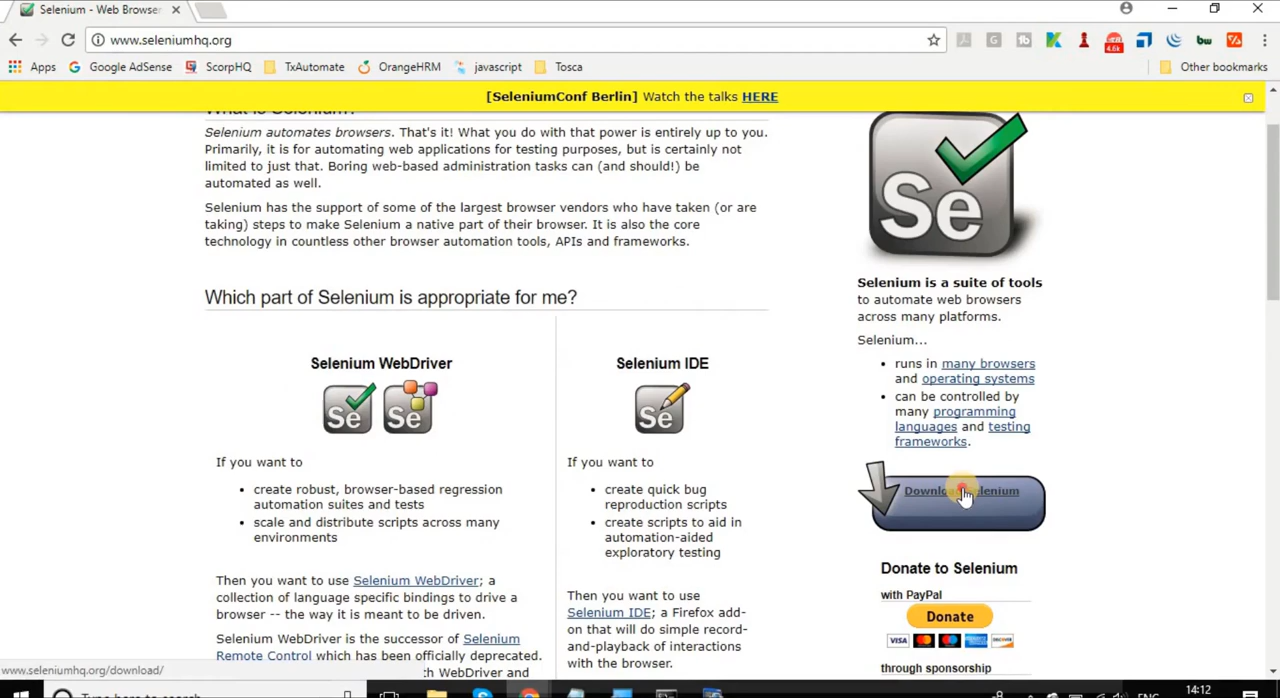 Selenium - Web Browser
www.seleniumhq.org
4.6k
Apps
Google AdSense
ScorpHQ
TxAutomate
OrangeHRM
javascript
Tosca
Other bookmarks
[SeleniumConf Berlin] Watch the talks HERE
What is Selenium?
Selenium automates browsers. That's it! What you do with that power is entirely up to you.
Primarily, it is for automating web applications for testing purposes, but is certainly not
limited to just that. Boring web-based administration tasks can (and should!) be
automated as well.
Selenium has the support of some of the largest browser vendors who have taken (or are
taking) steps to make Selenium a native part of their browser. It is also the core
technology in countless other browser automation tools, APIs and frameworks.
Which part of Selenium is appropriate for me?
Selenium WebDriver
Se
Se
If you want to
• create robust, browser-based regression
automation suites and tests
• scale and distribute scripts across many
environments
Then you want to use Selenium WebDriver; a
collection of language specific bindings to drive a
browser -- the way it is meant to be driven.
Selenium WebDriver is the successor of Selenium
Remote Control which has been officially deprecated.
h WebDriver and
Selenium IDE
Se
If you want to
• create quick bug
reproduction scripts
• create scripts to aid in
automation-aided
exploratory testing
Then you want to use
Selenium IDE; a Firefox add-
on that will do simple record-
and-playback of interactions
with the browser.
Se
Selenium is a suite of tools
to automate web browsers
across many platforms.
Selenium...
• runs in many browsers
and operating systems
• can be controlled by
many programming
languages and testing
frameworks.
Download Selenium
Donate to Selenium
with PayPal
Donate
VISA
DISCOVER
through sponsorship
www.seleniumhq.org/download/
Type here to search
ENG
14:12